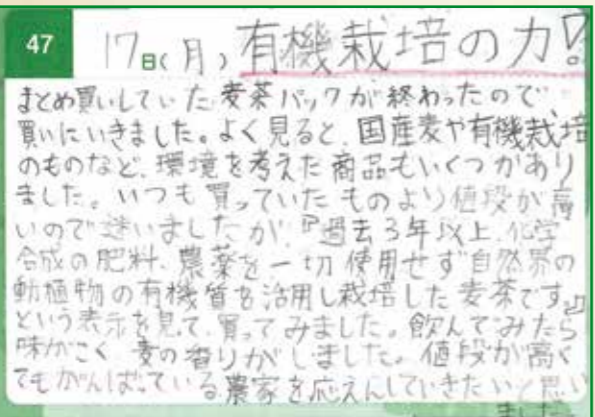 47 17日(月) 有機栽培の力!
まとめ買いしていた麦茶パックが終わったので
買いにいきました。よく見ると、国産麦や有機栽培
のものなど、環境を考えた商品もいくつかあり
ました。いつも買っていたものより値段が高
いので迷いましたが、『過去3年以上、化学
合成の肥料、農薬を一切使用せず自然界の
動植物の有機質を活用し栽培した麦茶です。』
という表示を見て、買ってみました。飲んでみたら
味がこく、麦の香りがしました。値段が高く
てもがんばっている農家を応えんしていきたいと思い
ました